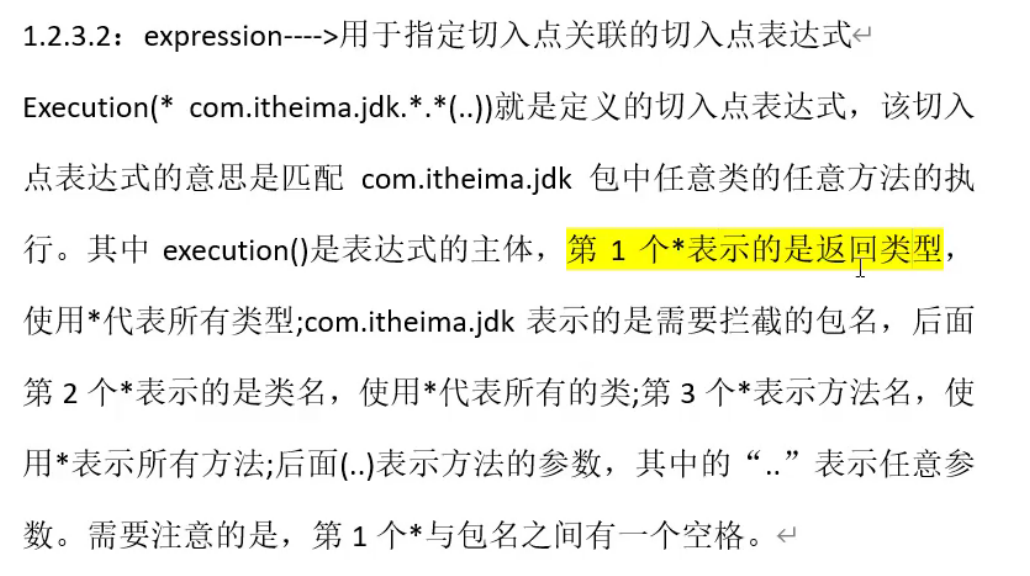 1.2.3.2：expression---->用于指定切入点关联的切入点表达式↵
Execution(* com.itheima.jdk.*.*(..))就是定义的切入点表达式，该切入
点表达式的意思是匹配 com.itheima.jdk 包中任意类的任意方法的执
行。其中 execution()是表达式的主体，第 1 个*表示的是返回类型，
使用*代表所有类型;com.itheima.jdk 表示的是需要拦截的包名，后面
第 2 个*表示的是类名，使用*代表所有的类;第 3 个*表示方法名，使
用*表示所有方法;后面(..)表示方法的参数，其中的“..”表示任意参
数。需要注意的是，第 1 个*与包名之间有一个空格。↵